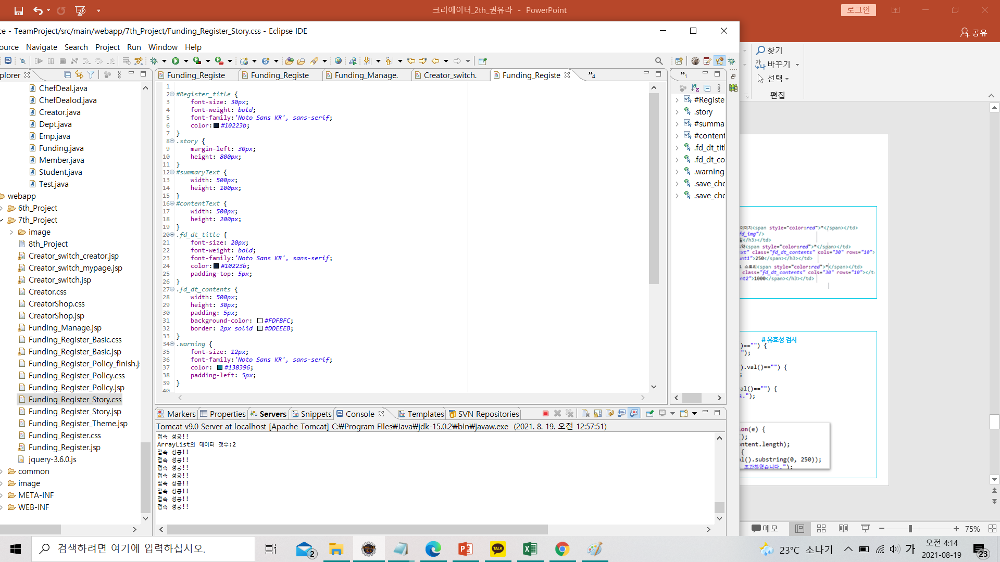 크리에이터_2th_권유라 - PowerPoint
로그인
공유
ce - TeamProject/src/main/webapp/7th_Project/Funding_Register_Story.css - Eclipse IDE
ource Navigate Search Project Run Window Help
찾기
바꾸기
선택
편집
plorer
Funding_Registe
Funding_Registe
Funding_Manage.
Creator_switch.
Funding_Registe
»4
»1
ChefDeal.java
ChefDealod.java
Creator.java
Dept.java
Emp.java
Funding.java
Member.java
Student.java
Test.java
webapp
6th_Project
7th_Project
image
8th_Project
Creator_switch_creator.jsp
Creator_switch_mypage.jsp
Creator_switch.jsp
Creator.css
CreatorShop.css
CreatorShop.jsp
Funding_Manage.jsp
Funding_Register_Basic.css
Funding_Register_Basic.jsp
Funding_Register_Policy_finish.js
Funding_Register_Policy.css
Funding_Register_Policy.jsp
Funding_Register_Story.css
Funding_Register_Story.jsp
Funding_Register_Theme.jsp
Funding_Register.css
Funding_Register.jsp
jquery-3.6.0.js
common
image
META-INF
WEB-INF
1
2 #Register_title {
3 font-size: 30px;
4 font-weight: bold;
5 font-family:'Noto Sans KR', sans-serif;
6 color: #10223b;
7 }
8 .story {
9 margin-left: 30px;
10 height: 800px;
11 }
12 #summaryText {
13 width: 500px;
14 height: 100px;
15 }
16 #contentText {
17 width: 500px;
18 height: 200px;
19 }
20 .fd_dt_title {
21 font-size: 20px;
22 font-weight: bold;
23 font-family:'Noto Sans KR', sans-serif;
24 color: #10223b;
25 padding-top: 5px;
26 }
27 .fd_dt_contents {
28 width: 500px;
29 height: 30px;
30 padding: 5px;
31 background-color: #FDFBFC;
32 border: 2px solid #DDEEEB;
33 }
34 .warning {
35 font-size: 12px;
36 font-family:'Noto Sans KR', sans-serif;
37 color: #138396;
38 padding-left: 5px;
39 }
40
#Registe
.story
#summa
#content
.fd_dt_titl
.fd_dt_co
.warning
.save_chc
.save_chc
이미지<span style="color:red">*</span></td>
fd_img"/>
</h3></td>
<span style="color:red">*</span></td>
ext" class="fd_dt_contents" cols="30" rows="10">
unt1">250</span></h3></td>
스토리<span style="color:red">*</span></td>
class="fd_dt_contents" cols="30" rows="10"></t
unt2">1000</span></h3></td>
# 유효성 검사
)=="") {
");
).val()=="") {
;
al()=="") {
요.");
ion(e) {
();
ontent.length);
{
al().substring(0, 250));
초과하였습니다.");
Markers Properties Servers Snippets Console Templates SVN Repositories
Tomcat v9.0 Server at localhost [Apache Tomcat] C:₩Program Files₩Java₩jdk-15.0.2₩bin₩javaw.exe (2021. 8. 19. 오전 12:57:51)
접속 성공!!
ArrayList의 데이터 갯수:2
접속 성공!!
접속 성공!!
접속 성공!!
접속 성공!!
접속 성공!!
접속 성공!!
접속 성공!!
접속 성공!!
메모
75%
검색하려면 여기에 입력하십시오.
2
TALK
23°C 소나기
가
오전 4:14
2021-08-19
23